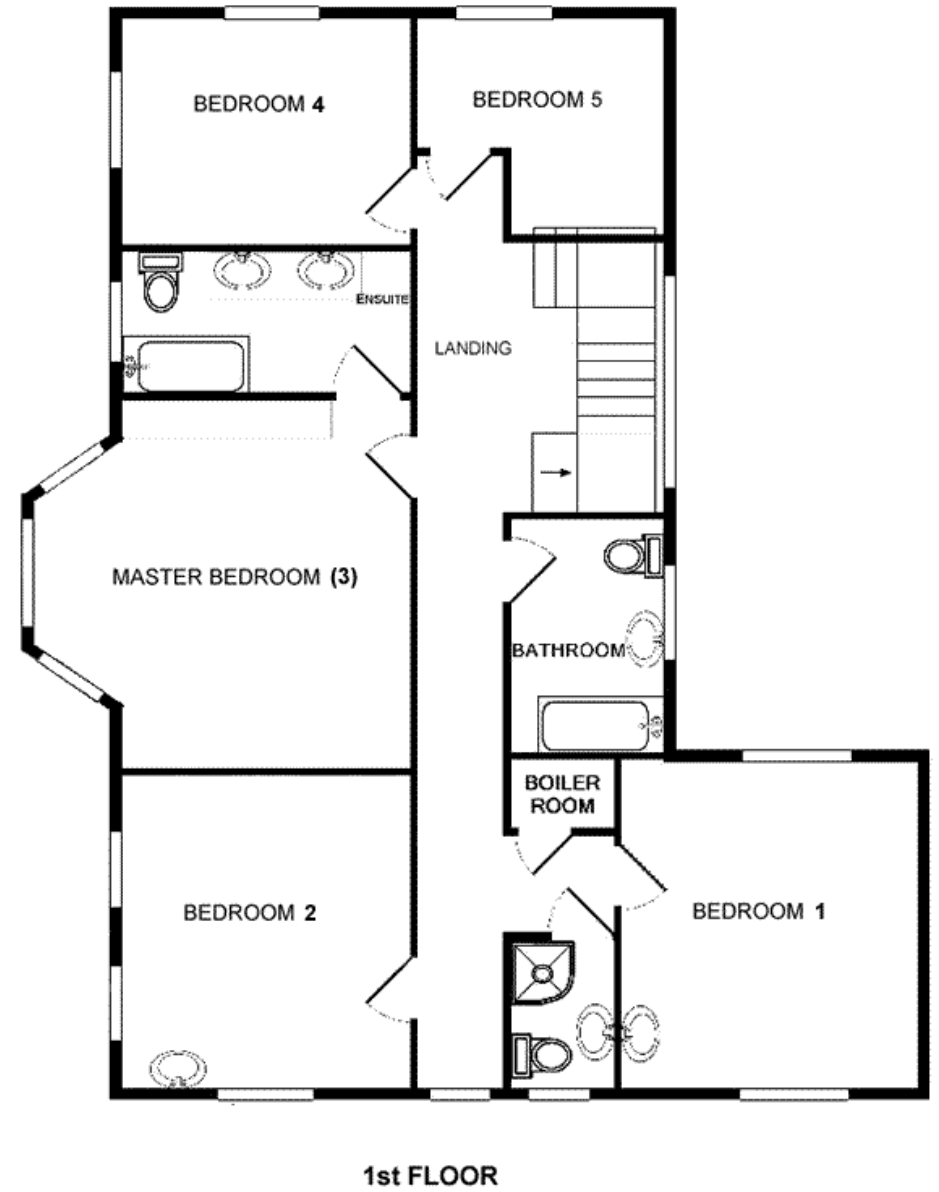 BEDROOM 4
BEDROOM 5
ENSUITE
LANDING
MASTER BEDROOM (3)
BATHROOM
BOILER
ROOM
BEDROOM 2
BEDROOM 1
1st FLOOR